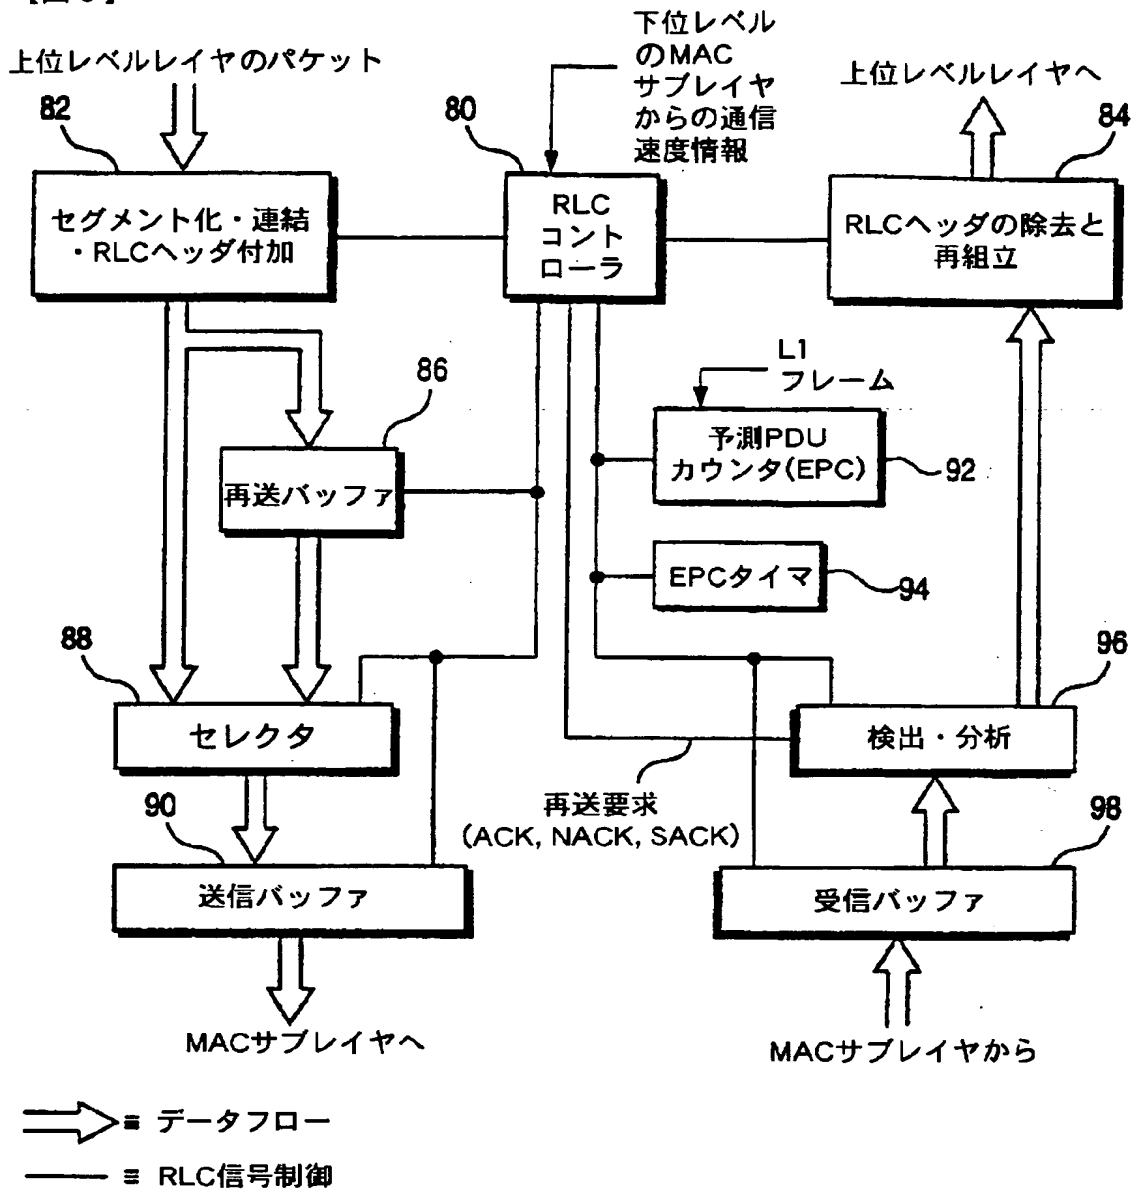 上位レベルレイヤのパケット
82
セグメント化・連結
・RLCヘッダ付加
下位レベル
のMAC
サブレイヤ
からの通信
速度情報
80
RLC
コント
ローラ
上位レベルレイヤへ
84
RLCヘッダの除去と
再組立
86
再送バッファ
L1
フレーム
予測PDU
カウンタ(EPC)
92
EPCタイマ
94
88
セレクタ
96
検出・分析
再送要求
(ACK, NACK, SACK)
90
送信バッファ
98
受信バッファ
MACサブレイヤへ
MACサブレイヤから
≡ データフロー
≡ RLC信号制御